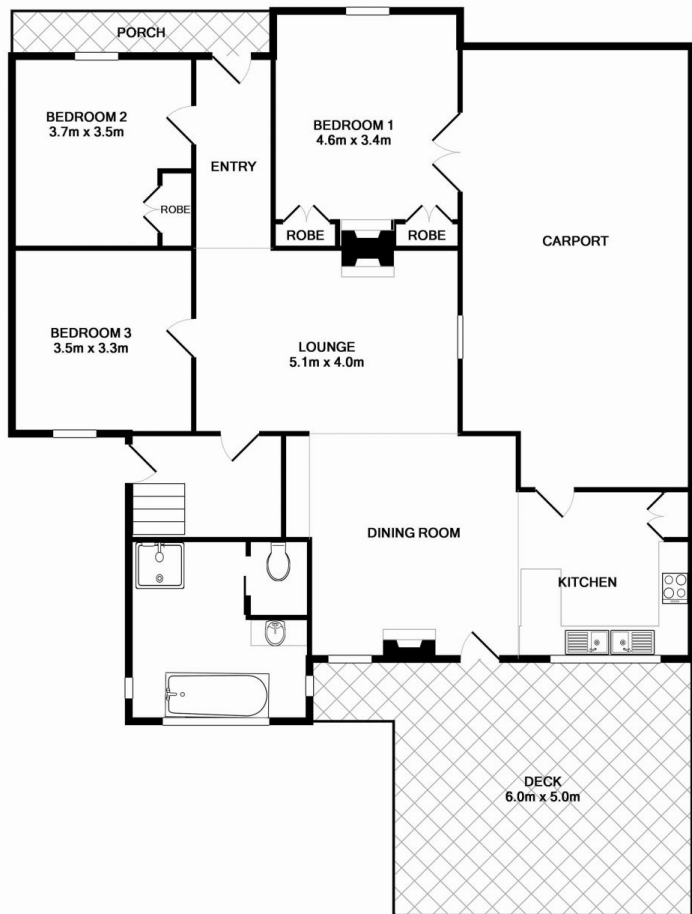 PORCH
BEDROOM 2
3.7m x 3.5m
BEDROOM 1
4.6m x 3.4m
ENTRY
ROBE
ROBE
ROBE
CARPORT
BEDROOM 3
3.5m x 3.3m
LOUNGE
5.1m x 4.0m
DINING ROOM
KITCHEN
DECK
6.0m x 5.0m